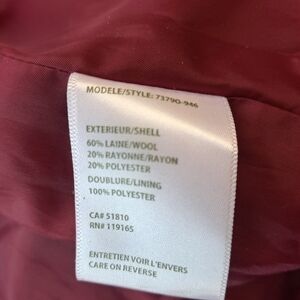 MODELE/STYLE: 73790-946
EXTERIEUR/SHELL
60% LAINE/WOOL
20% RAYONNE/RAYON
20% POLYESTER
DOUBLURE/LINING
100% POLYESTER
CA# 51810
RN# 119165
ENTRETIEN VOIR L'ENVERS
CARE ON REVERSE